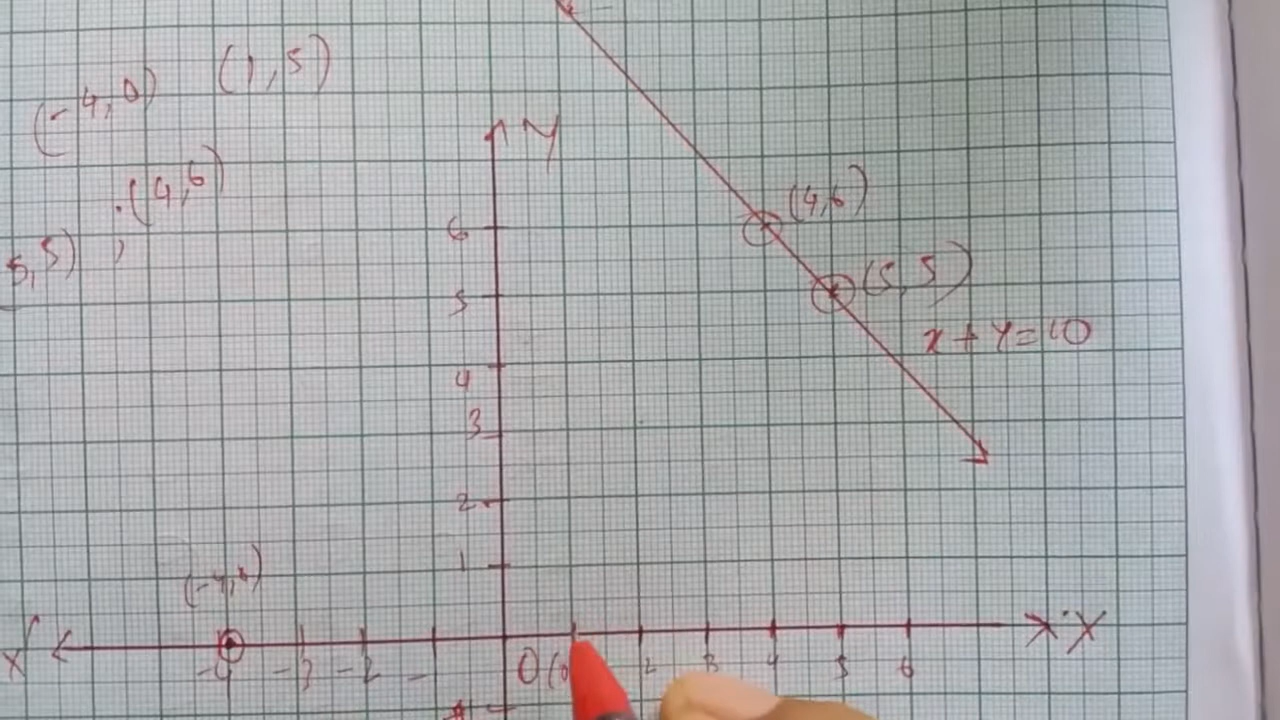 (-4,0) (1,5)
.(4,6)
5,5) ,
Y
(4,6)
6
(5,5)
5
x+y=10
4
3
2
1
X
-4 -3 -2 - O(0 2 3 4 5 6